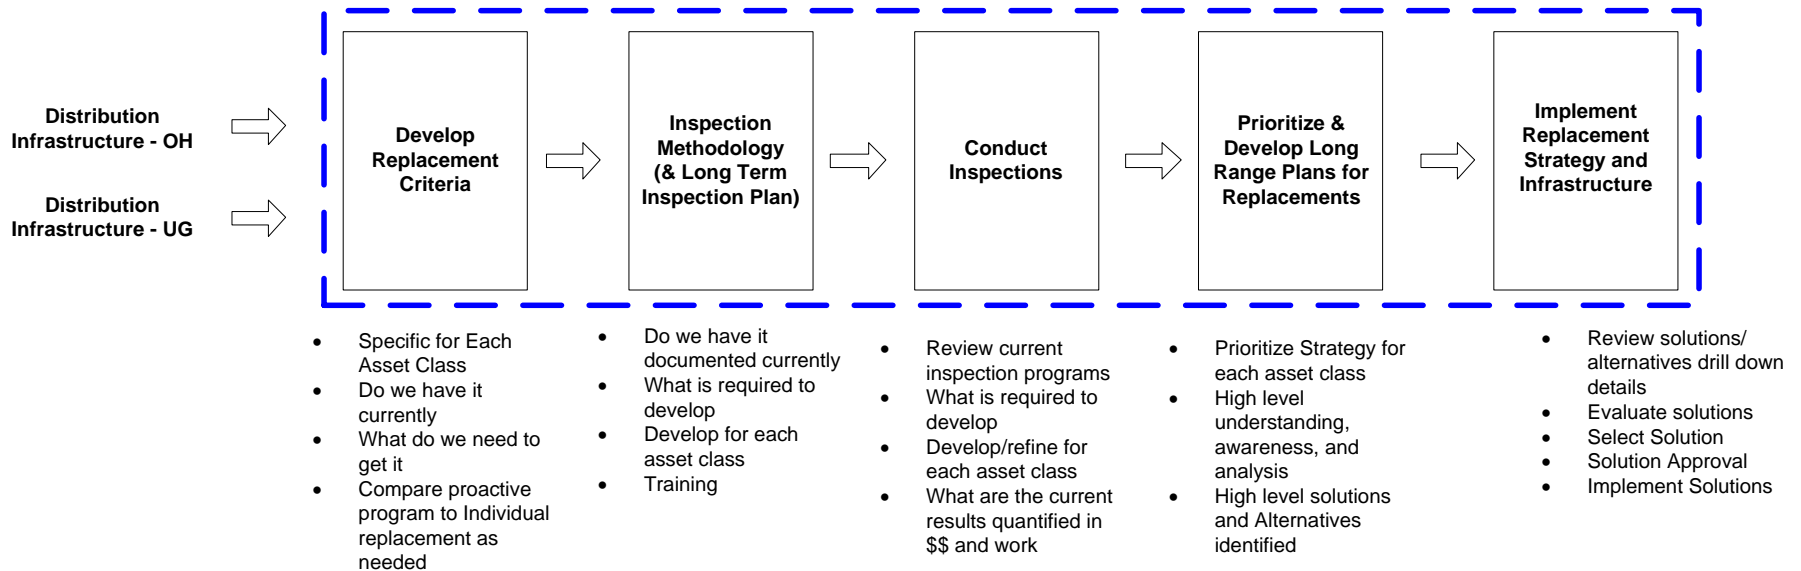 Distribution
Infrastructure - OH
Distribution
Infrastructure - UG
Develop
Replacement
Criteria
Inspection
Methodology
(& Long Term
Inspection Plan)
Conduct
Inspections
Prioritize &
Develop Long
Range Plans for
Replacements
Implement
Replacement
Strategy and
Infrastructure
• Specific for Each
Asset Class
• Do we have it
currently
• What do we need to
get it
• Compare proactive
program to Individual
replacement as
needed
• Do we have it
documented currently
• What is required to
develop
• Develop for each
asset class
• Training
• Review current
inspection programs
• What is required to
develop
• Develop/refine for
each asset class
• What are the current
results quantified in
$$ and work
• Prioritize Strategy for
each asset class
• High level
understanding,
awareness, and
analysis
• High level solutions
and Alternatives
identified
• Review solutions/
alternatives drill down
details
• Evaluate solutions
• Select Solution
• Solution Approval
• Implement Solutions